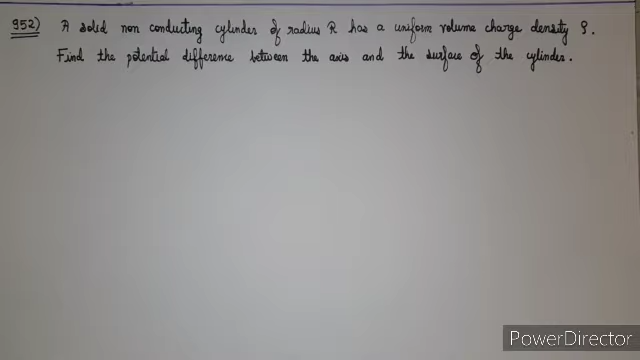 952) A solid non conducting cylinder of radius R has a uniform volume charge density ρ.
Find the potential difference between the axis and the surface of the cylinder.
PowerDirector